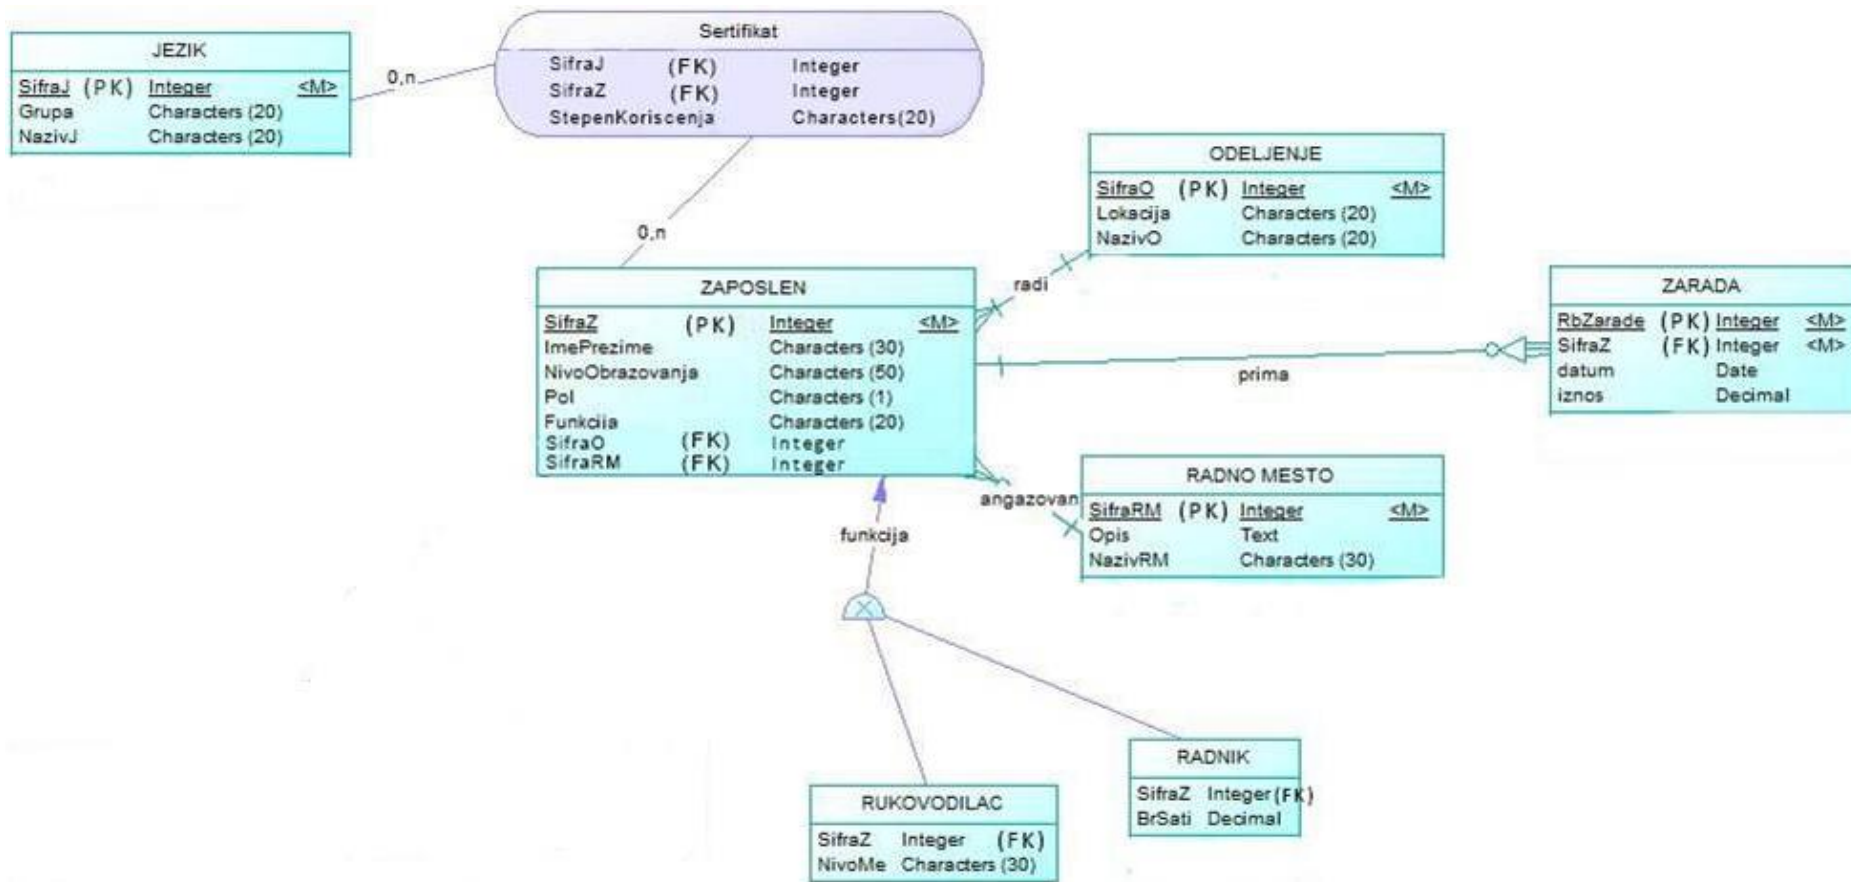 JEZIK
SifraJ (PK) Integer <M>
Grupa Characters (20)
NazivJ Characters (20)
0,n
Sertifikat
SifraJ (FK) Integer
SifraZ (FK) Integer
StepenKoriscenja Characters(20)
0,n
ODELJENJE
SifraO (PK) Integer <M>
Lokacija Characters (20)
NazivO Characters (20)
radi
ZAPOSLEN
SifraZ (PK) Integer <M>
ImePrezime Characters (30)
NivoObrazovanja Characters (50)
Pol Characters (1)
Funkcija Characters (20)
SifraO (FK) Integer
SifraRM (FK) Integer
prima
ZARADA
RbZarade (PK) Integer <M>
SifraZ (FK) Integer <M>
datum Date
iznos Decimal
angazovan
RADNO MESTO
SifraRM (PK) Integer <M>
Opis Text
NazivRM Characters (30)
funkcija
RUKOVODILAC
SifraZ Integer (FK)
NivoMe Characters (30)
RADNIK
SifraZ Integer (FK)
BrSati Decimal